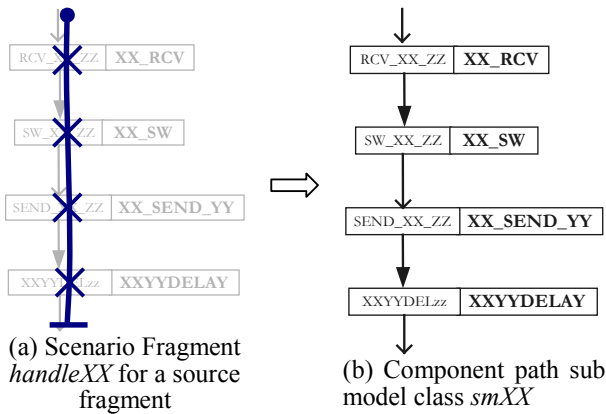 RCV_XX_ZZ XX_RCV
SW_XX_ZZ XX_SW
SEND_XX_ZZ XX_SEND_YY
XXYYDELzz XXYYDELAY
(a) Scenario Fragment
handleXX for a source
fragment
RCV_XX_ZZ XX_RCV
SW_XX_ZZ XX_SW
SEND_XX_ZZ XX_SEND_YY
XXYYDELzz XXYYDELAY
(b) Component path sub
model class smXX